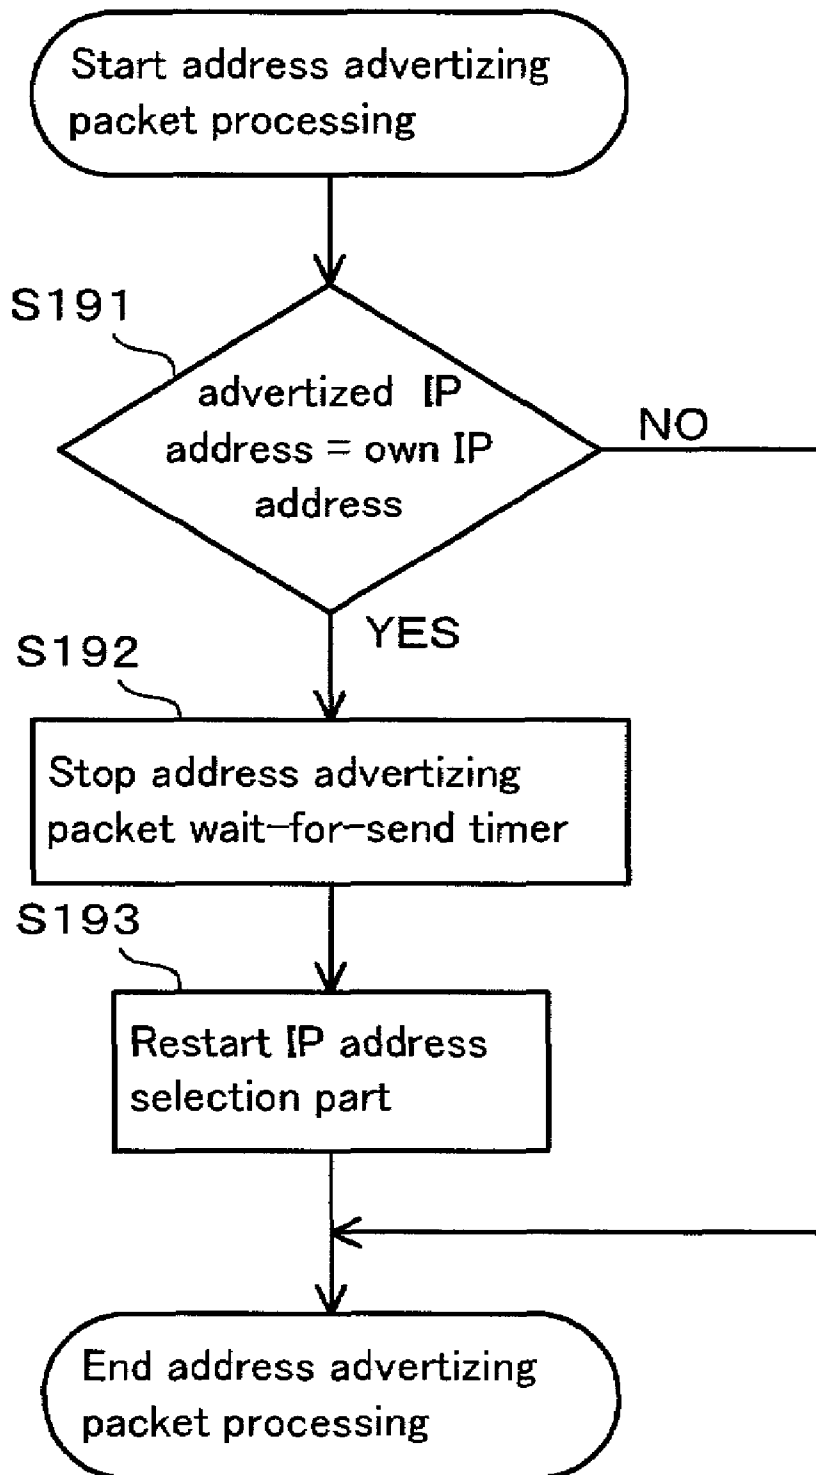 Start address advertizing
packet processing
S191
advertized IP
address = own IP
address
NO
YES
S192
Stop address advertizing
packet wait-for-send timer
S193
Restart IP address
selection part
End address advertizing
packet processing